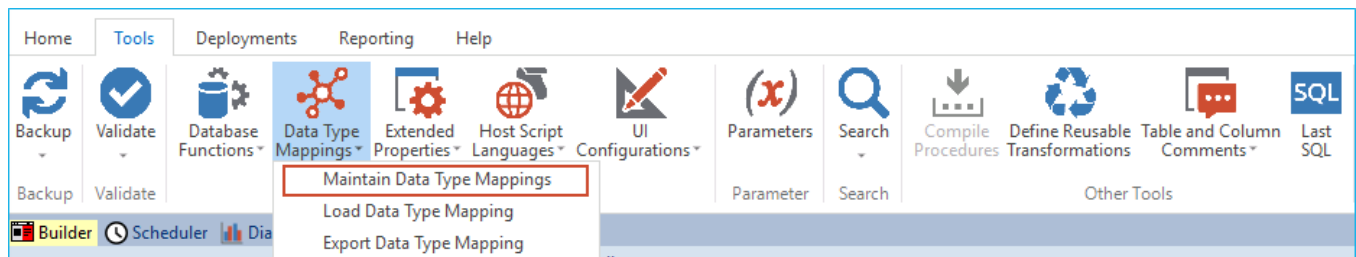 Home Tools Deployments Reporting Help
(x) SQL
Backup Validate Database Data Type Extended Host Script UI Parameters Search Compile Define Reusable Table and Column Last
Functions Mappings Properties Languages Configurations Procedures Transformations Comments SQL
Backup Validate Maintain Data Type Mappings Parameter Search Other Tools
Load Data Type Mapping
Builder Scheduler Dia
Export Data Type Mapping